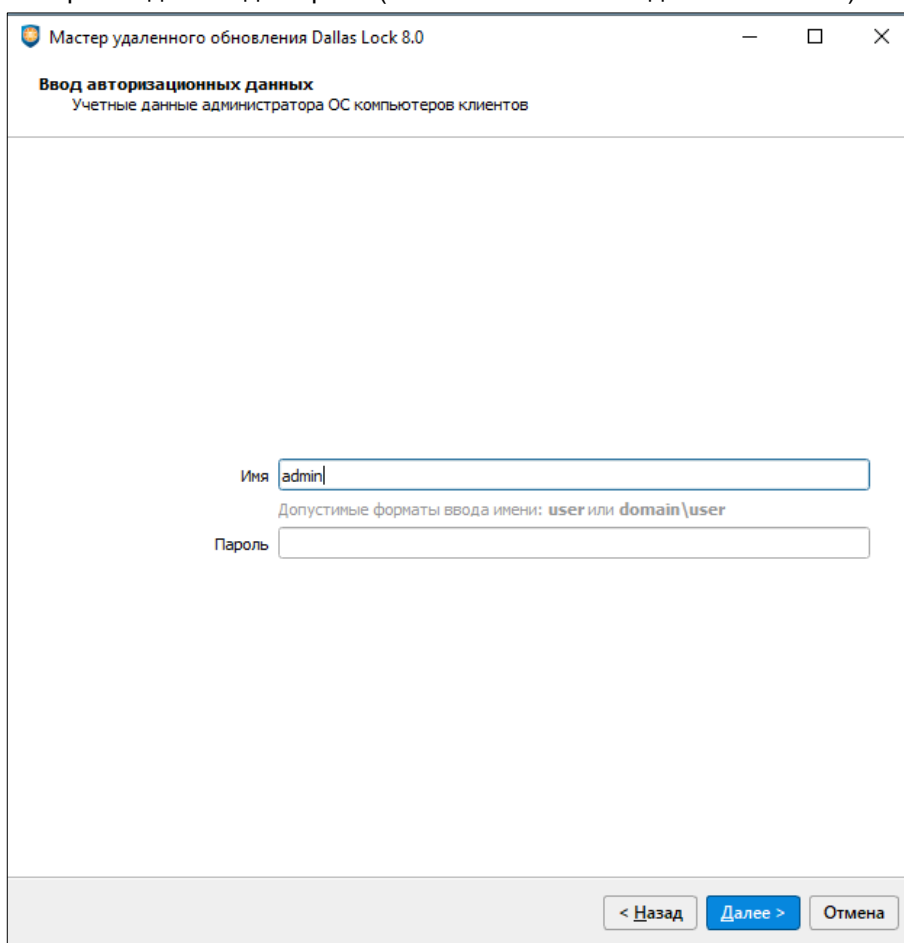 Мастер удаленного обновления Dallas Lock 8.0
Ввод авторизационных данных
Учетные данные администратора ОС компьютеров клиентов
Имя admin
Допустимые форматы ввода имени: user или domain\user
Пароль
< Назад Далее > Отмена